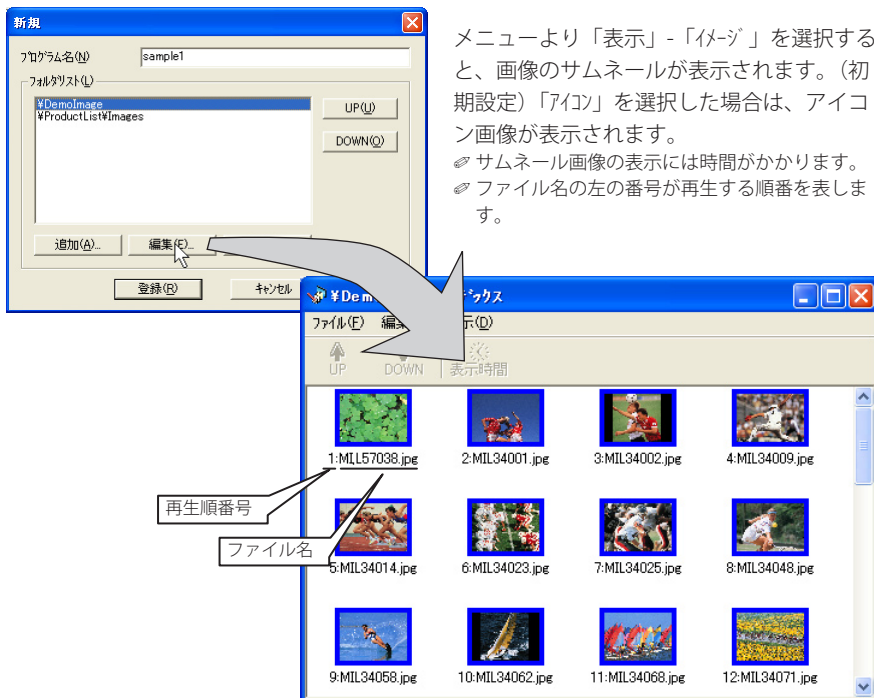 新規
プログラム名(N)
sample1
フォルダリスト(L)
¥DemoImage
¥ProductList¥Images
UP(U)
DOWN(O)
追加(A)...
編集(E)...
登録(R)
キャンセル
メニューより「表示」-「ｲﾒｰｼﾞ」を選択する
と、画像のサムネールが表示されます。(初
期設定)「ｱｲｺﾝ」を選択した場合は、アイコ
ン画像が表示されます。
サムネール画像の表示には時間がかかります。
ファイル名の左の番号が再生する順番を表しま
す。
¥Dem
デックス
ファイル(F)
編集
示(D)
UP
DOWN
表示時間
1:MIL57038.jpg
2:MIL34001.jpg
3:MIL34002.jpg
4:MIL34009.jpg
再生順番号
ファイル名
5:MIL34014.jpg
6:MIL34023.jpg
7:MIL34025.jpg
8:MIL34048.jpg
9:MIL34058.jpg
10:MIL34062.jpg
11:MIL34068.jpg
12:MIL34071.jpg